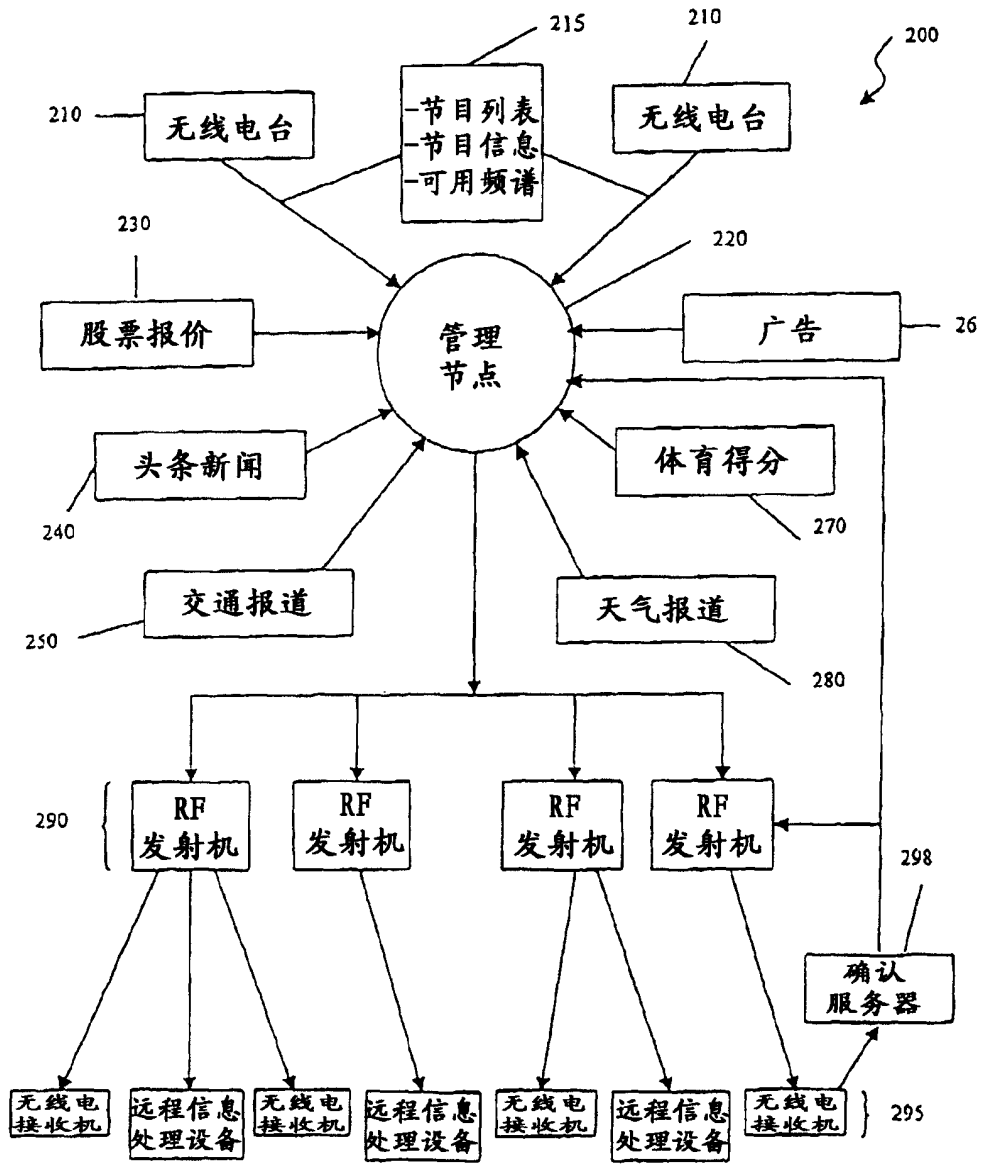 215
210
200
210
无线电台
-节目列表
-节目信息
-可用频谱
无线电台
230
220
股票报价
管理
节点
广告
26
头条新闻
体育得分
240
270
交通报道
天气报道
250
280
290
RF
发射机
RF
发射机
RF
发射机
RF
发射机
298
确认
服务器
无线电
接收机
远程信息
处理设备
无线电
接收机
远程信息
处理设备
无线电
接收机
远程信息
处理设备
无线电
接收机
295